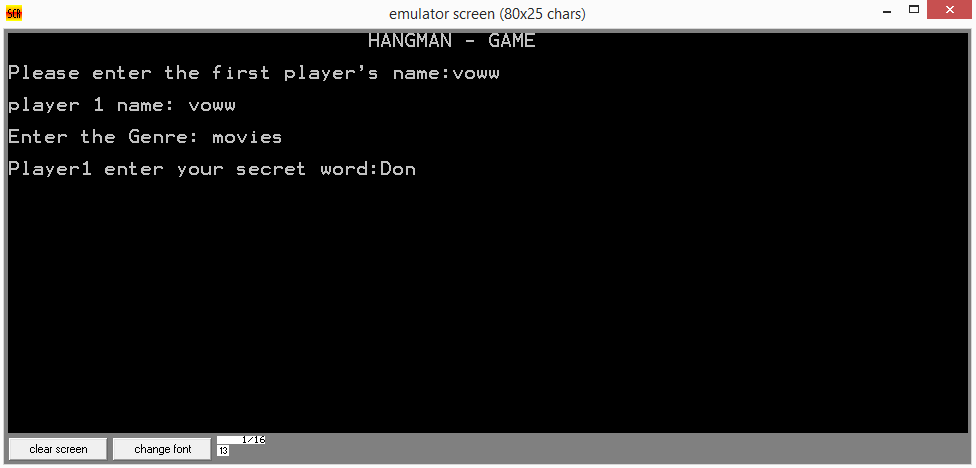 SCR
emulator screen (80x25 chars)
HANGMAN - GAME
Please enter the first player's name:voww
player 1 name: voww
Enter the Genre: movies
Player1 enter your secret word:Don
clear screen
change font
1/16
13